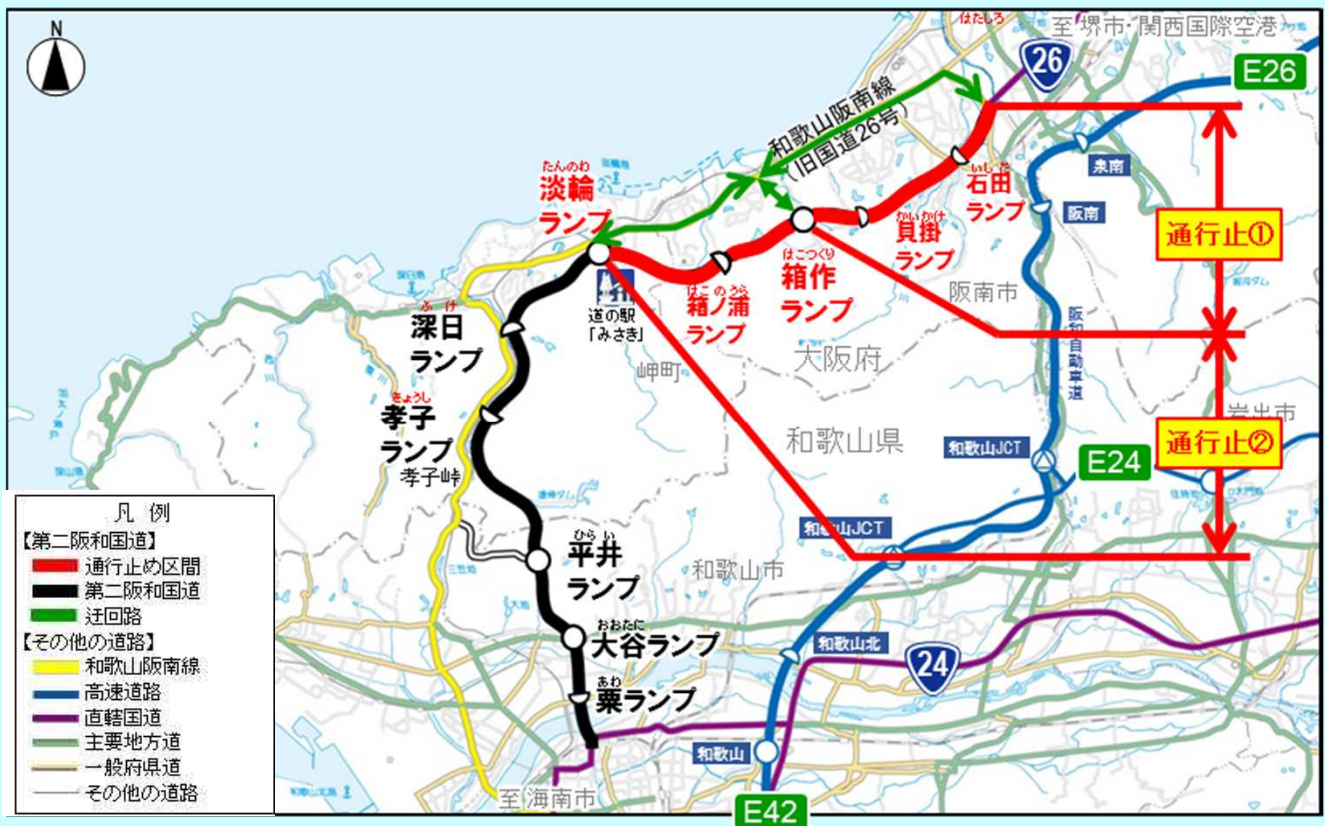 N
はたしろ
至 堺市・関西国際空港
26
E26
和歌山阪南線
(旧国道26号)
泉南
たんのわ
淡輪
ランプ
いしだ
石田
ランプ
阪南
通行止①
かいかけ
貝掛
ランプ
はこつくり
箱作
ランプ
はこのうら
箱ノ浦
ランプ
道の駅
「みさき」
阪南市
ふけ
深日
ランプ
岬町
大阪府
阪和自動車道
きょうし
孝子
ランプ
孝子峠
和歌山県
岩出市
通行止②
和歌山JCT
E24
和歌山JCT
ひらい
平井
ランプ
和歌山市
おおたに
大谷ランプ
和歌山北
24
あわ
粟ランプ
和歌山
至 海南市
E42
凡 例
【第二阪和国道】
通行止め区間
第二阪和国道
迂回路
【その他の道路】
和歌山阪南線
高速道路
直轄国道
主要地方道
一般府県道
その他の道路